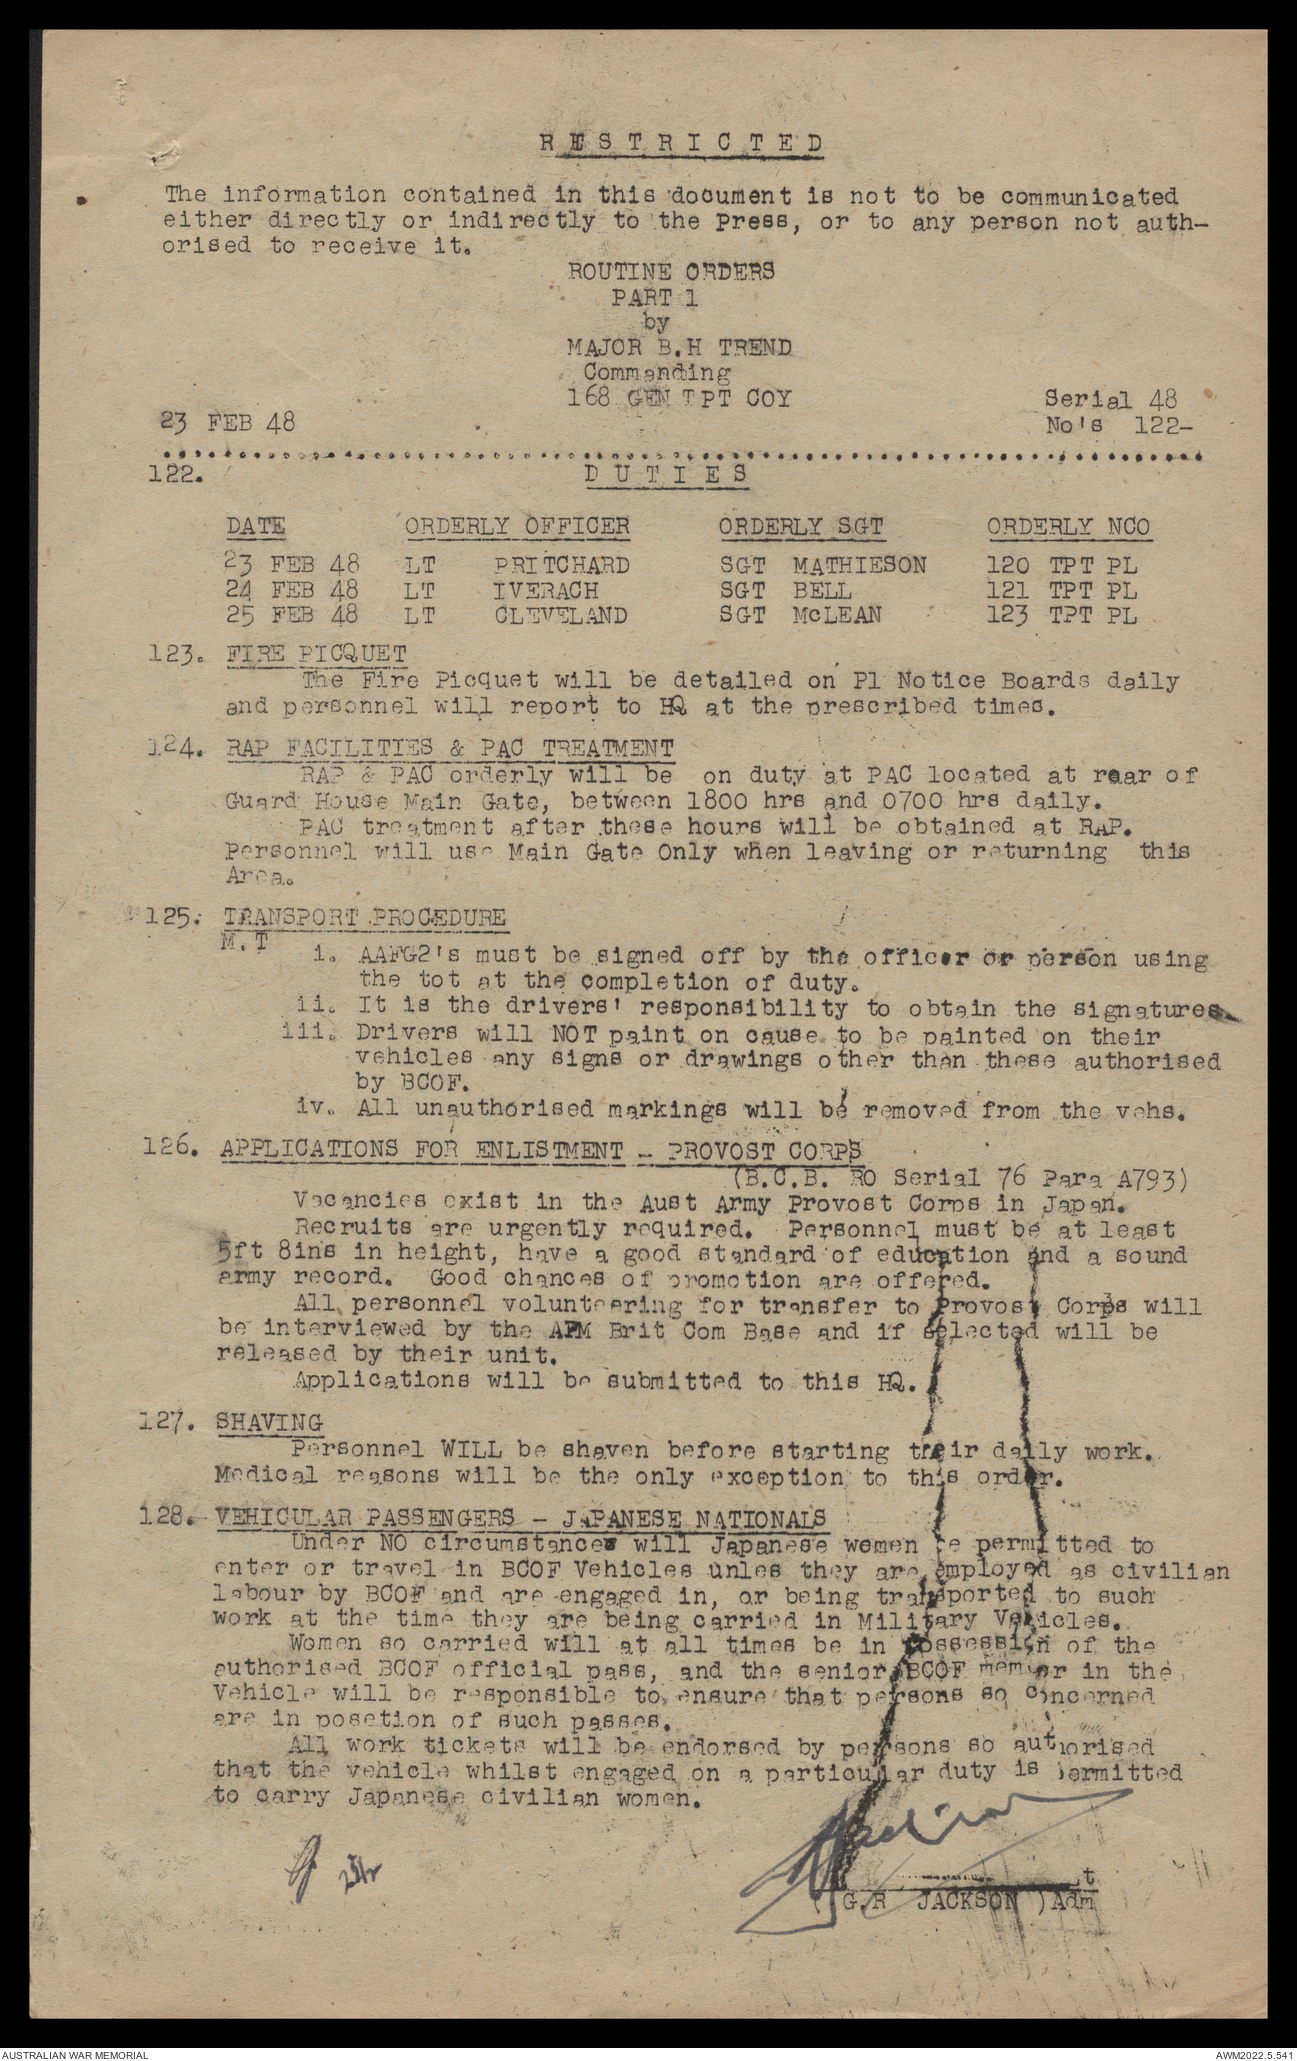 RESTRICTED
The information contained in this document is not to be communicated
either directly or indirectly to the Press, or to any person not auth-
orised to receive it.
ROUTINE ORDERS
PART 1
by
MAJOR B.H TREND
Commanding
168 GEN TPT COY
Serial 48
23 FEB 48
No's 122-
122. DUTIES
DATE ORDERLY OFFICER ORDERLY SGT ORDERLY NCO
23 FEB 48 LT PRITCHARD SGT MATHIESON 120 TPT PL
24 FEB 48 LT IVERACH SGT BELL 121 TPT PL
25 FEB 48 LT CLEVELAND SGT McLEAN 123 TPT PL
123. FIRE PICQUET
The Fire Picquet will be detailed on Pl Notice Boards daily
and personnel will report to HQ at the prescribed times.
124. RAP FACILITIES & PAC TREATMENT
RAP & PAC orderly will be on duty at PAC located at rear of
Guard House Main Gate, between 1800 hrs and 0700 hrs daily.
PAC treatment after these hours will be obtained at RAP.
Personnel will use Main Gate Only when leaving or returning this
Area.
125. TRANSPORT PROCEDURE
M.T
i. AAFG2's must be signed off by the officer or person using
the tpt at the completion of duty.
ii. It is the drivers' responsibility to obtain the signatures
iii. Drivers will NOT paint on cause to be painted on their
vehicles any signs or drawings other than these authorised
by BCOF.
iv. All unauthorised markings will be removed from the vehs.
126. APPLICATIONS FOR ENLISTMENT - PROVOST CORPS
(B.C.B. RO Serial 76 Para A793)
Vacancies exist in the Aust Army Provost Corps in Japan.
Recruits are urgently required. Personnel must be at least
5ft 8ins in height, have a good standard of education and a sound
army record. Good chances of promotion are offered.
All personnel volunteering for transfer to Provost Corps will
be interviewed by the APM Brit Com Base and if selected will be
released by their unit.
Applications will be submitted to this HQ.
127. SHAVING
Personnel WILL be shaven before starting their daily work.
Medical reasons will be the only exception to this order.
128. VEHICULAR PASSENGERS - JAPANESE NATIONALS
Under NO circumstances will Japanese women be permitted to
enter or travel in BCOF Vehicles unles they are employed as civilian
labour by BCOF and are engaged in, or being transported to such
work at the time they are being carried in Military Vehicles.
Women so carried will at all times be in possession of the
authorised BCOF official pass, and the senior BCOF member in the
Vehicle will be responsible to ensure that persons so concerned
are in posetion of such passes.
All work tickets will be endorsed by persons so authorised
that the vehicle whilst engaged on a particular duty is permitted
to carry Japanese civilian women.
(G.R JACKSON )Adm
AUSTRALIAN WAR MEMORIAL
AWM2022.5.541